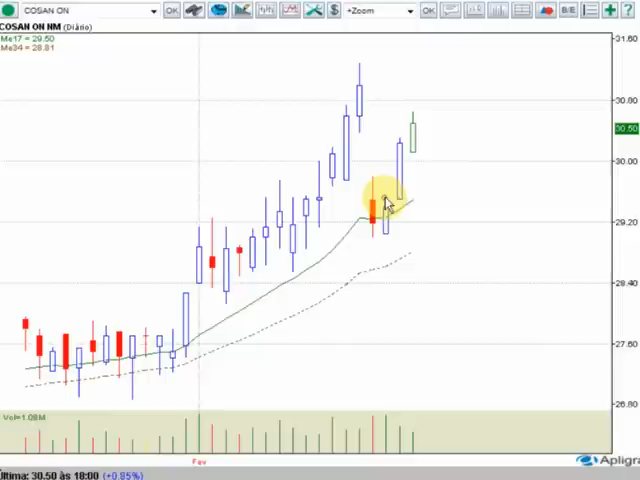 COSAN ON OK $ +Zoom OK B/E ?
COSAN ON NM (Diário)
Me17 = 29.50
Me34 = 28.81
31.60
30.80
30.50
30.00
29.20
28.40
27.60
26.80
Vol=1.08M
Fev
Apligra
Última: 30.50 às 18:00 (+0.85%)